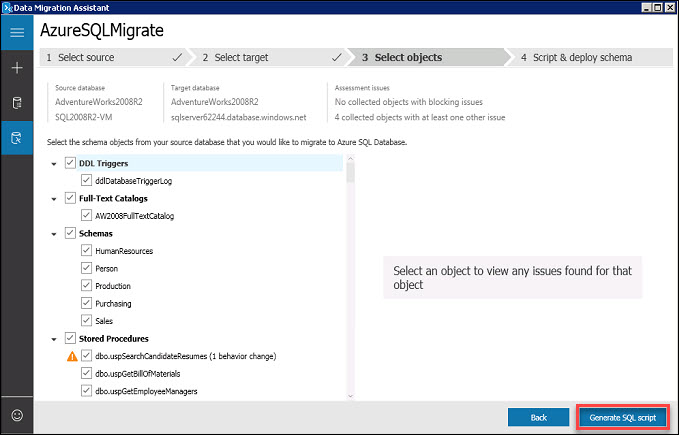 Data Migration Assistant
AzureSQLMigrate
1 Select source
2 Select target
3 Select objects
4 Script & deploy schema
Source database
AdventureWorks2008R2
SQL2008R2-VM
Target database
AdventureWorks2008R2
sqlserver62244.database.windows.net
Assessment issues
No collected objects with blocking issues
4 collected objects with at least one other issue
Select the schema objects from your source database that you would like to migrate to Azure SQL Database.
DDL Triggers
ddlDatabaseTriggerLog
Full-Text Catalogs
AW2008FullTextCatalog
Schemas
HumanResources
Person
Production
Purchasing
Sales
Stored Procedures
dbo.uspSearchCandidateResumes (1 behavior change)
dbo.uspGetBillOfMaterials
dbo.uspGetEmployeeManagers
Select an object to view any issues found for that
object
Back
Generate SQL script